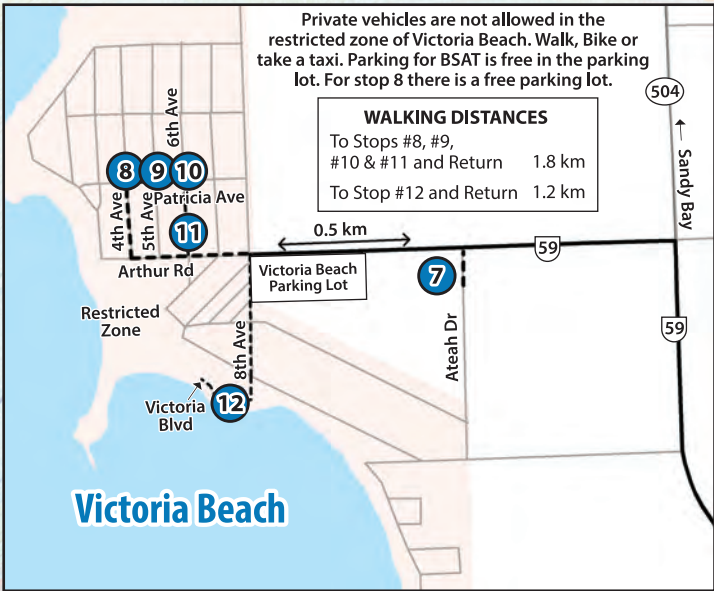 Private vehicles are not allowed in the
restricted zone of Victoria Beach. Walk, Bike or
take a taxi. Parking for BSAT is free in the parking
lot. For stop 8 there is a free parking lot.
WALKING DISTANCES
To Stops #8, #9,
#10 & #11 and Return 1.8 km
To Stop #12 and Return 1.2 km
504
← Sandy Bay
6th Ave
8
9
10
4th Ave
5th Ave
Patricia Ave
11
0.5 km
59
Arthur Rd
Victoria Beach
Parking Lot
7
Restricted
Zone
8th Ave
Ateah Dr
59
Victoria
Blvd
12
Victoria Beach